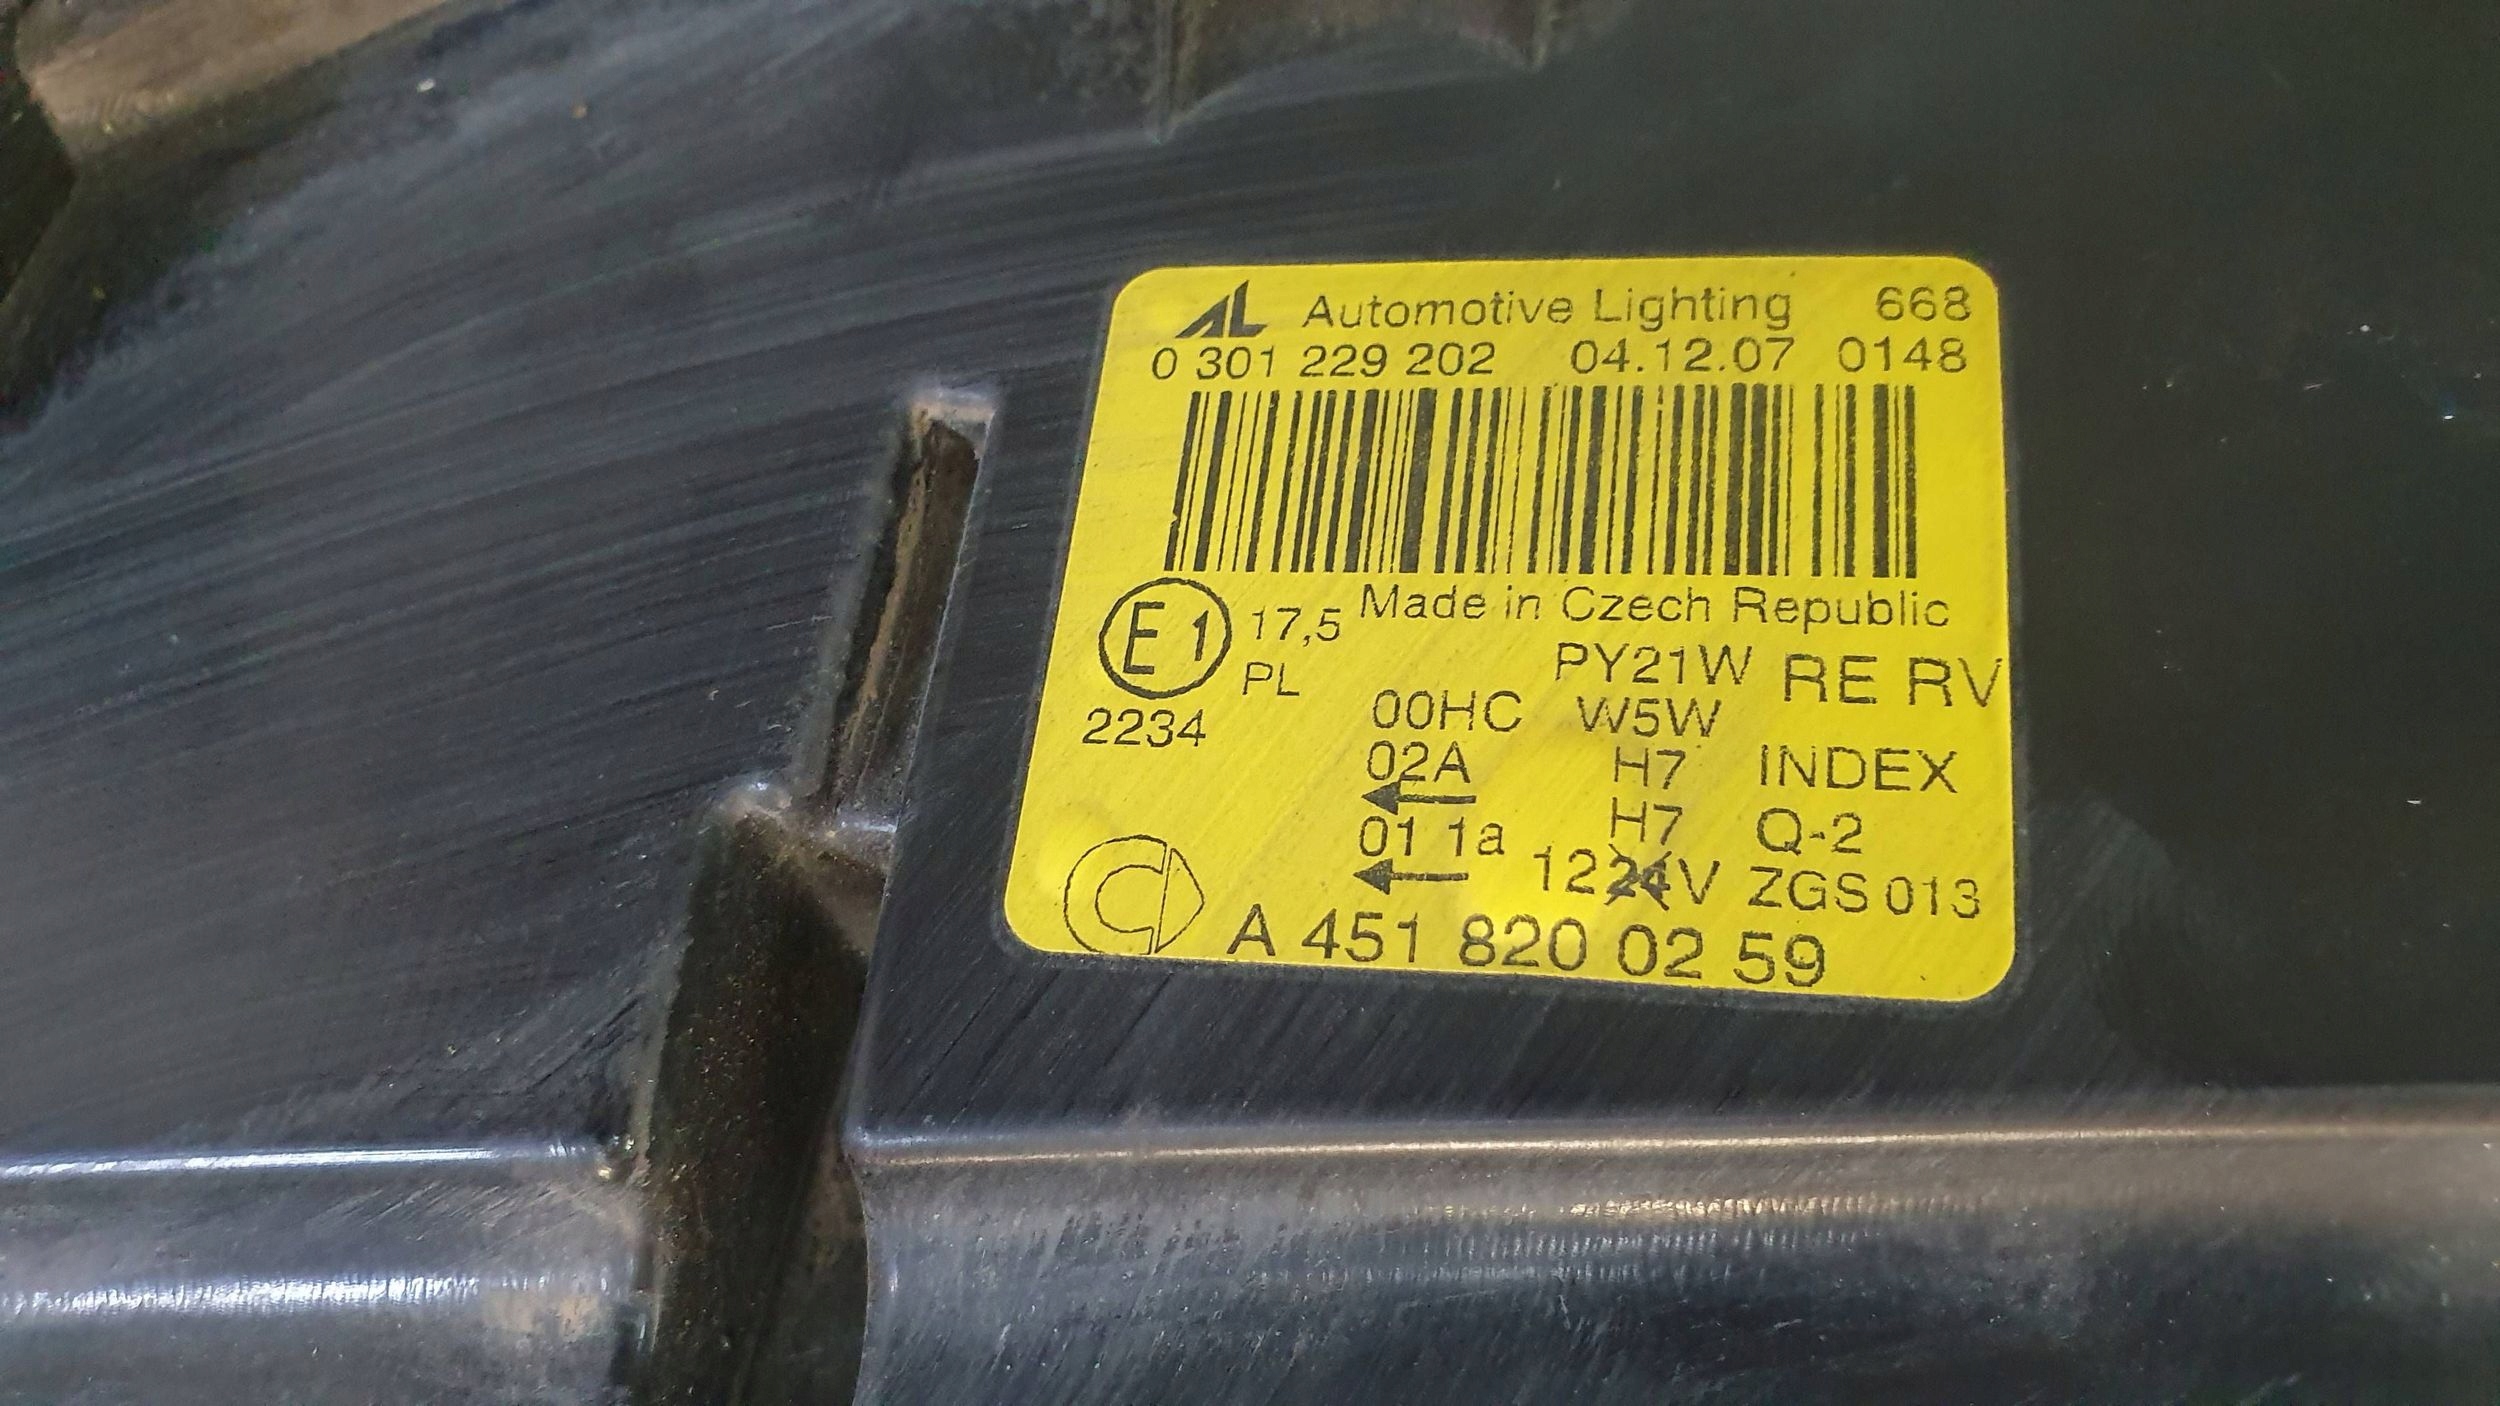 AL Automotive Lighting 668
0 301 229 202 04.12.07 0148
Made in Czech Republic
E1 17,5
PL
2234
PY21W RE RV
00HC W5W
02A H7 INDEX
01 1a H7 Q-2
1224V ZGS 013
A 451 820 02 59